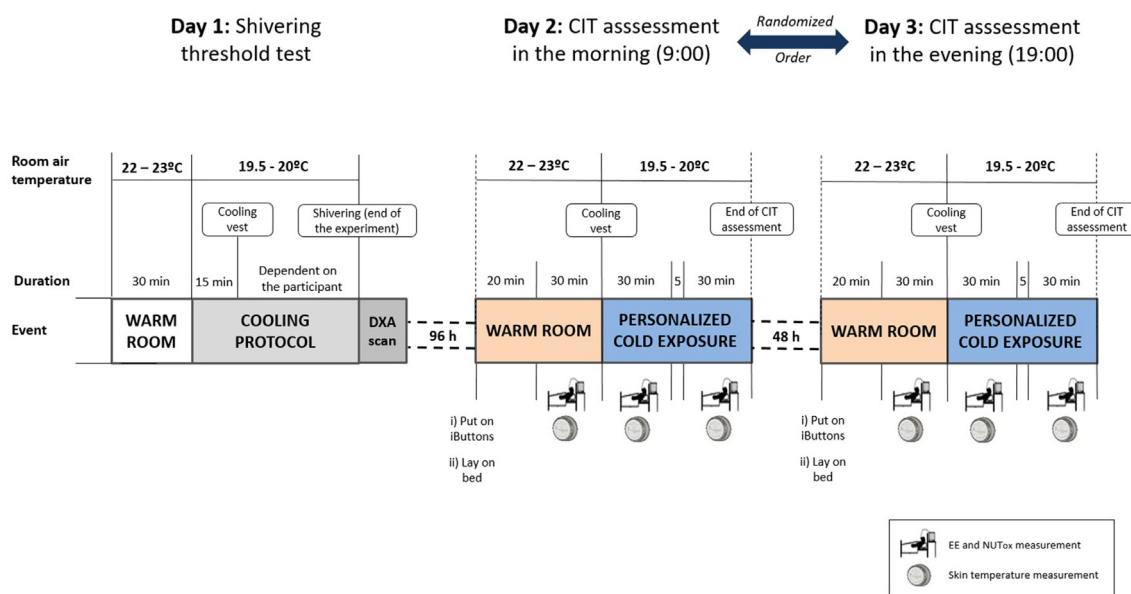 Day 1: Shivering
threshold test
Day 2: CIT asssessment
in the morning (9:00)
Randomized
Order
Day 3: CIT asssessment
in the evening (19:00)
Room air
temperature
22 – 23ºC
19.5 - 20ºC
22 – 23ºC
19.5 - 20ºC
22 – 23ºC
19.5 - 20ºC
Cooling
vest
Shivering (end of
the experiment)
Cooling
vest
End of CIT
assessment
Cooling
vest
End of CIT
assessment
Duration
30 min
15 min
Dependent on
the participant
20 min
30 min
30 min
5
30 min
20 min
30 min
30 min
5
30 min
Event
WARM
ROOM
COOLING
PROTOCOL
DXA
scan
96 h
WARM ROOM
PERSONALIZED
COLD EXPOSURE
48 h
WARM ROOM
PERSONALIZED
COLD EXPOSURE
i) Put on
iButtons
ii) Lay on
bed
i) Put on
iButtons
ii) Lay on
bed
EE and NUTox measurement
Skin temperature measurement